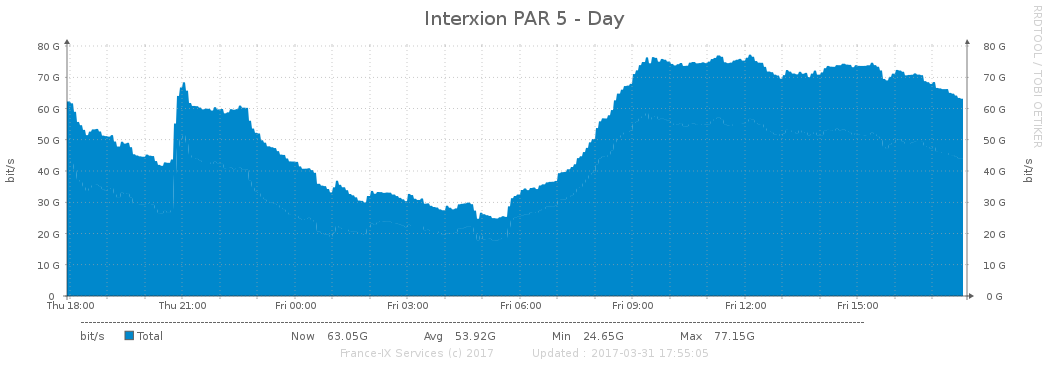 Interxion PAR 5 - Day
RRDTOOL / TOBI OETIKER
80 G 80 G
70 G 70 G
60 G 60 G
50 G 50 G
40 G 40 G
30 G 30 G
20 G 20 G
10 G 10 G
0 0 G
bit/s bit/s
Thu 18:00 Thu 21:00 Fri 00:00 Fri 03:00 Fri 06:00 Fri 09:00 Fri 12:00 Fri 15:00
bit/s Total Now 63.05G Avg 53.92G Min 24.65G Max 77.15G
France-IX Services (c) 2017 Updated : 2017-03-31 17:55:05